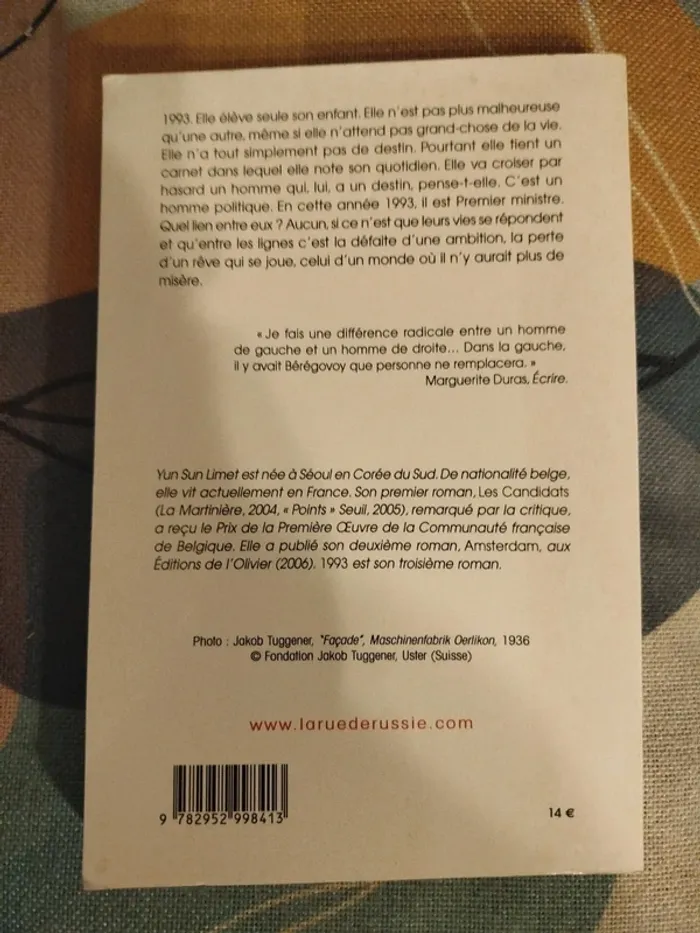 1993. Elle élève seule son enfant. Elle n'est pas plus malheureuse
qu'une autre, même si elle n'attend pas grand-chose de la vie.
Elle n'a tout simplement pas de destin. Pourtant elle tient un
carnet dans lequel elle note son quotidien. Elle va croiser par
hasard un homme qui, lui, a un destin, pense-t-elle. C'est un
homme politique. En cette année 1993, il est Premier ministre.
Quel lien entre eux ? Aucun, si ce n'est que leurs vies se répondent
et qu'entre les lignes c'est la défaite d'une ambition, la perte
d'un rêve qui se joue, celui d'un monde où il n'y aurait plus de
misère.
« Je fais une différence radicale entre un homme
de gauche et un homme de droite... Dans la gauche,
il y avait Bérégovoy que personne ne remplacera. »
Marguerite Duras, Écrire.
Yun Sun Limet est née à Séoul en Corée du Sud. De nationalité belge,
elle vit actuellement en France. Son premier roman, Les Candidats
(La Martinière, 2004, « Points » Seuil, 2005), remarqué par la critique,
a reçu le Prix de la Première Œuvre de la Communauté française
de Belgique. Elle a publié son deuxième roman, Amsterdam, aux
Éditions de l'Olivier (2006). 1993 est son troisième roman.
Photo : Jakob Tuggener, "Façade", Maschinenfabrik Oerlikon, 1936
© Fondation Jakob Tuggener, Uster (Suisse)
www.laruederussie.com
9 782952 998413
14 €